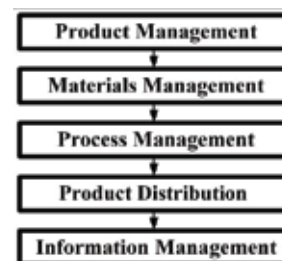 Product Management
Materials Management
Process Management
Product Distribution
Information Management